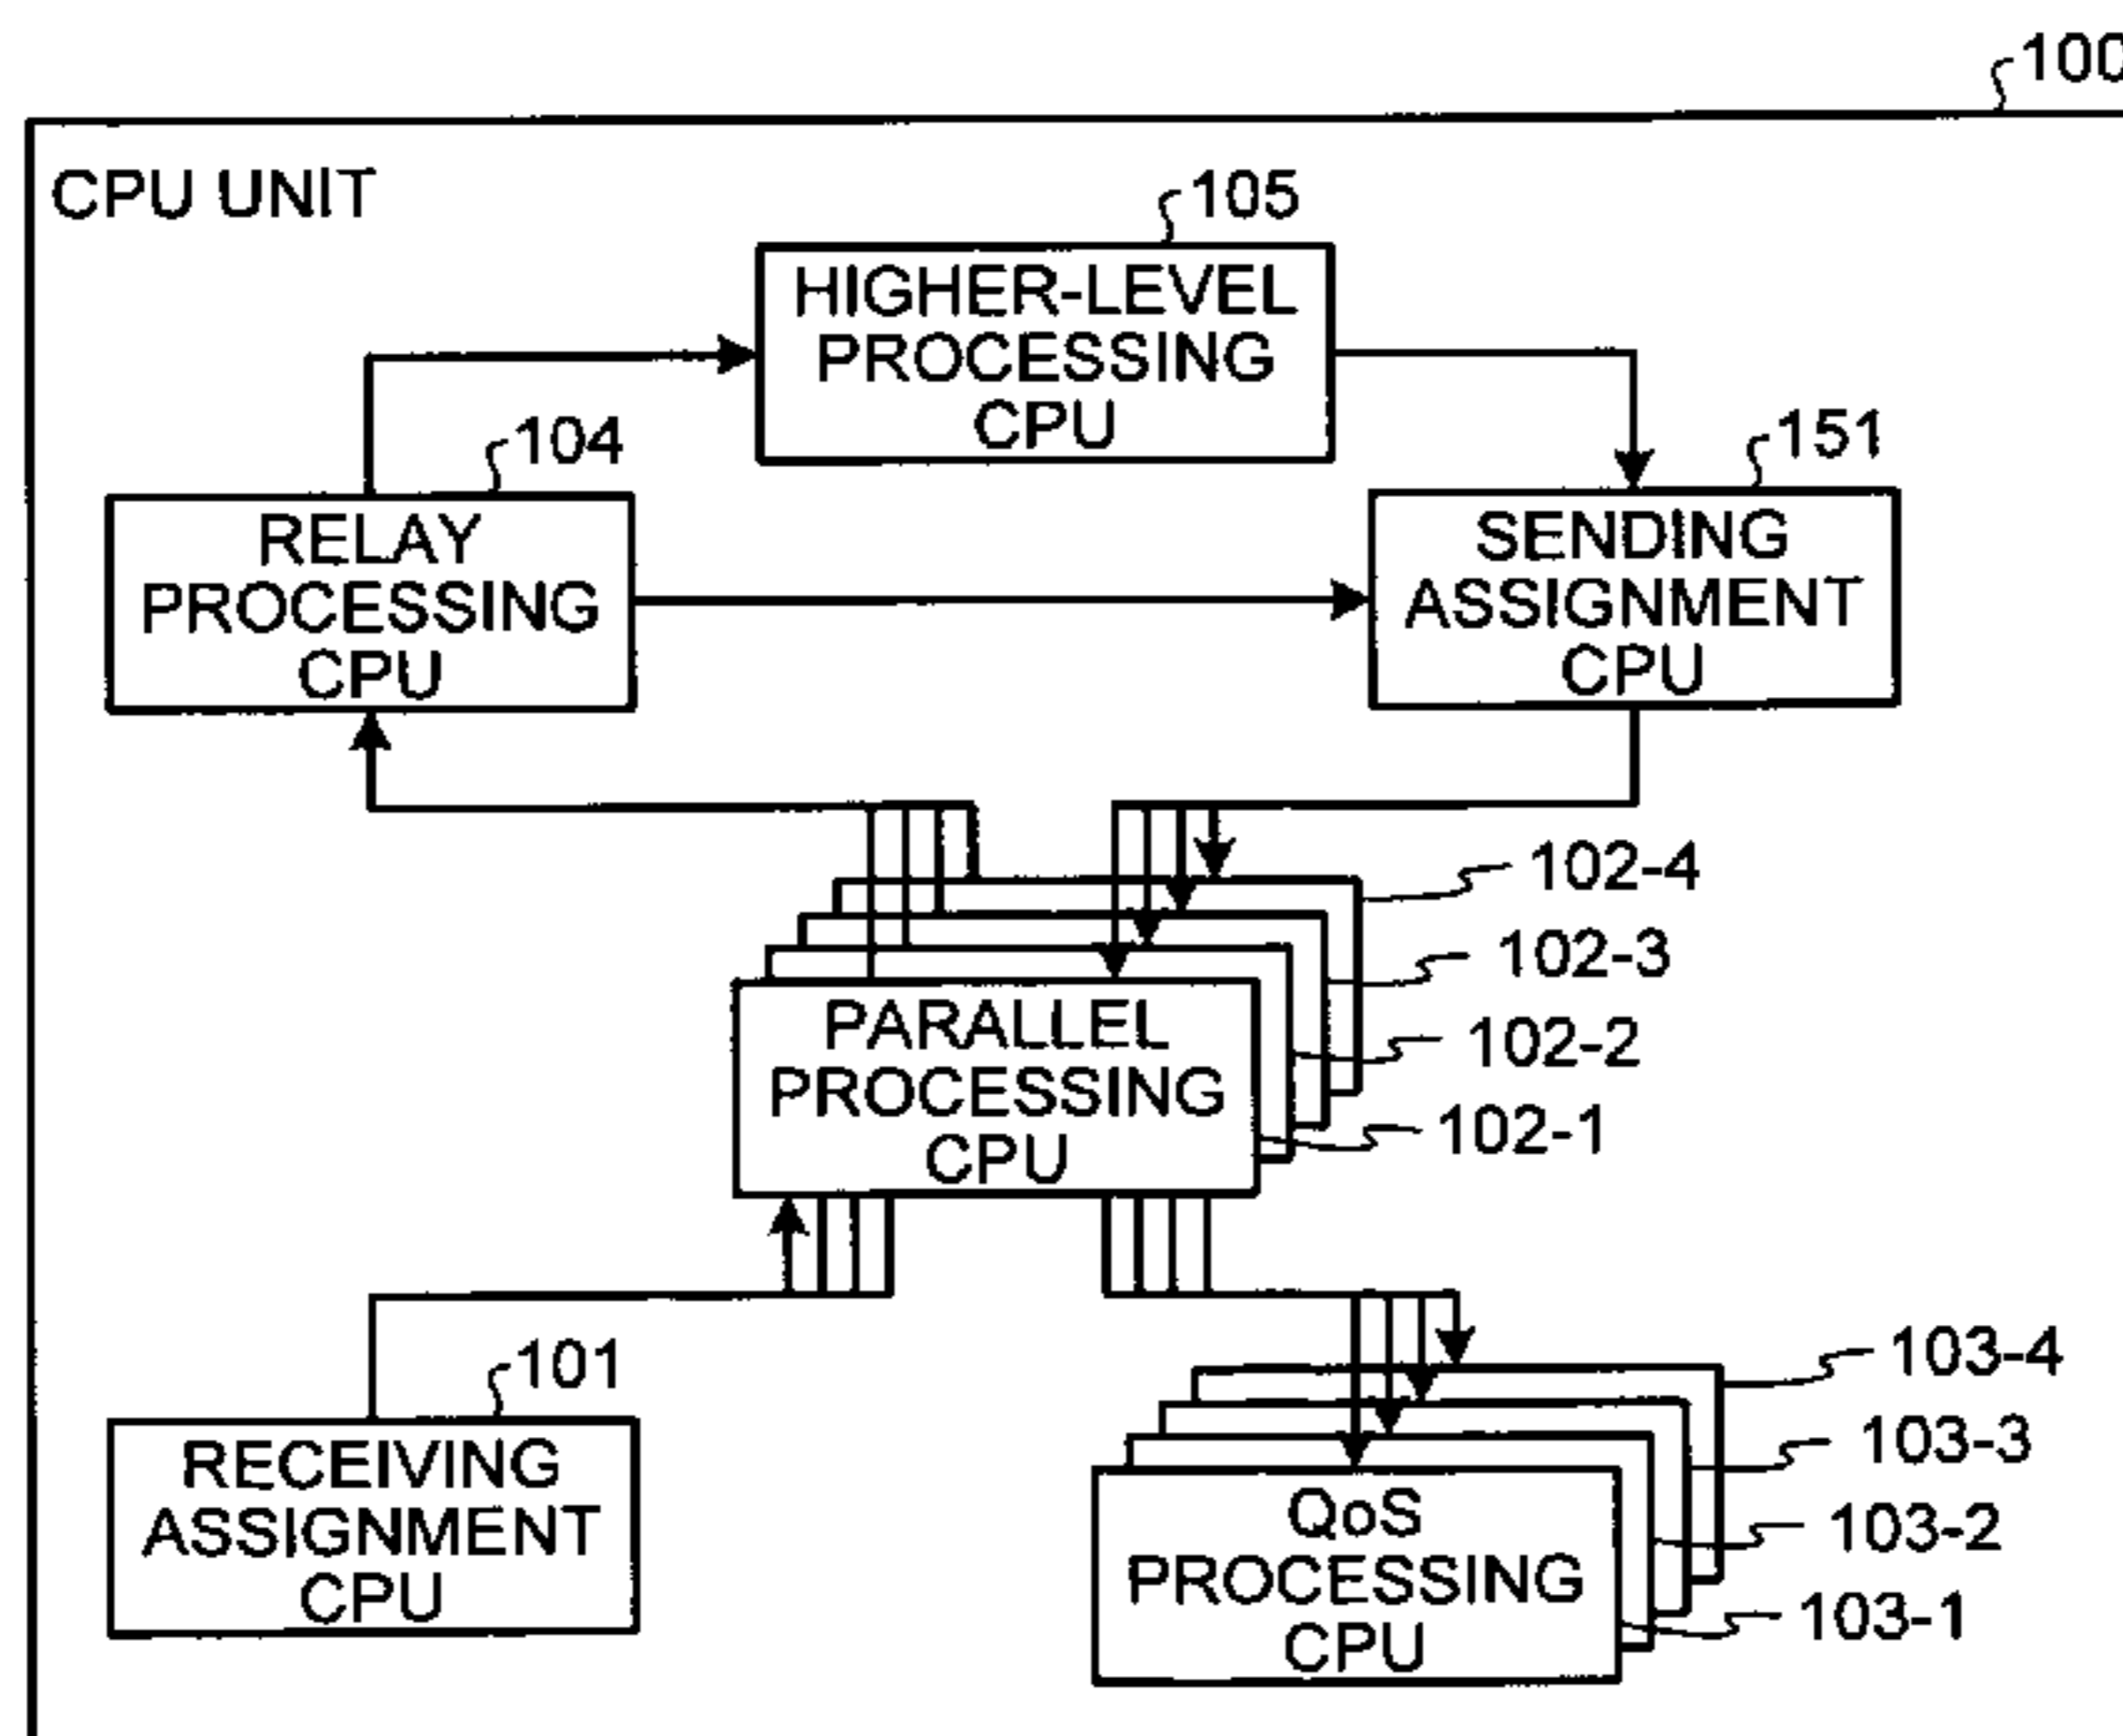 100
CPU UNIT
105
HIGHER-LEVEL
PROCESSING
CPU
104
RELAY
PROCESSING
CPU
151
SENDING
ASSIGNMENT
CPU
102-4
102-3
102-2
102-1
PARALLEL
PROCESSING
CPU
101
RECEIVING
ASSIGNMENT
CPU
103-4
103-3
103-2
103-1
QoS
PROCESSING
CPU